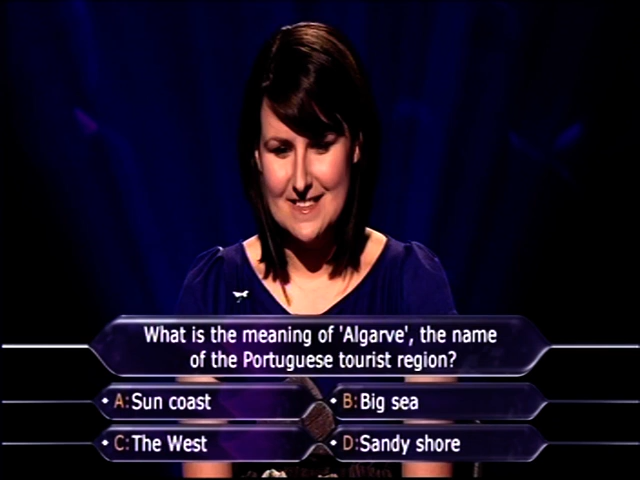 What is the meaning of 'Algarve', the name
of the Portuguese tourist region?
A: Sun coast
B: Big sea
C: The West
D: Sandy shore